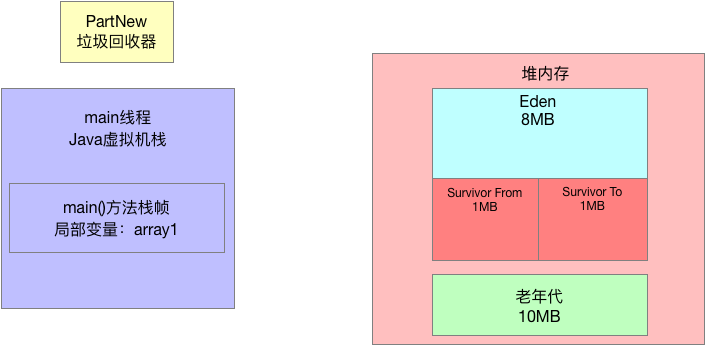 PartNew
垃圾回收器
main线程
Java虚拟机栈
main()方法栈帧
局部变量：array1
堆内存
Eden
8MB
Survivor From
1MB
Survivor To
1MB
老年代
10MB